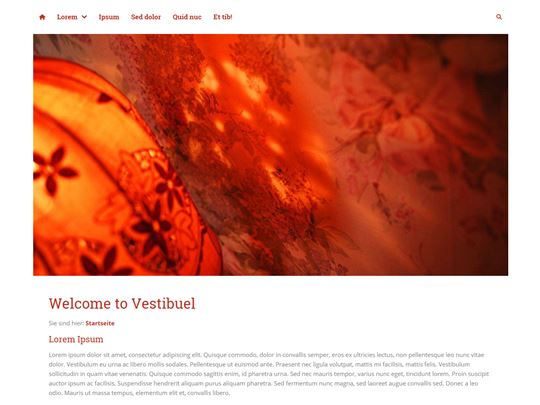 Lorem Ipsum Sed dolor Quid nuc Et tib!
Welcome to Vestibuel
Sie sind hier: Startseite
Lorem Ipsum
Lorem ipsum dolor sit amet, consectetur adipiscing elit. Quisque commodo, dolor in convallis semper, eros ex ultricies lectus, non pellentesque leo nunc vitae
dolor. Vestibulum eu urna ac libero mollis sodales. Pellentesque ut euismod ante. Praesent nec ligula volutpat, mattis mi facilisis, mattis felis. Vestibulum
sollicitudin in quam vitae venenatis. Quisque commodo sagittis enim, id pharetra urna. Sed nec mauris tempor, varius nunc eget, tincidunt lorem. Proin suscipit
auctor ipsum ac facilisis. Suspendisse hendrerit aliquam purus aliquam pharetra. Sed fermentum nunc magna, sed laoreet augue convallis sed. Donec a leo
odio. Mauris ut massa tempus, elementum elit et, convallis libero.